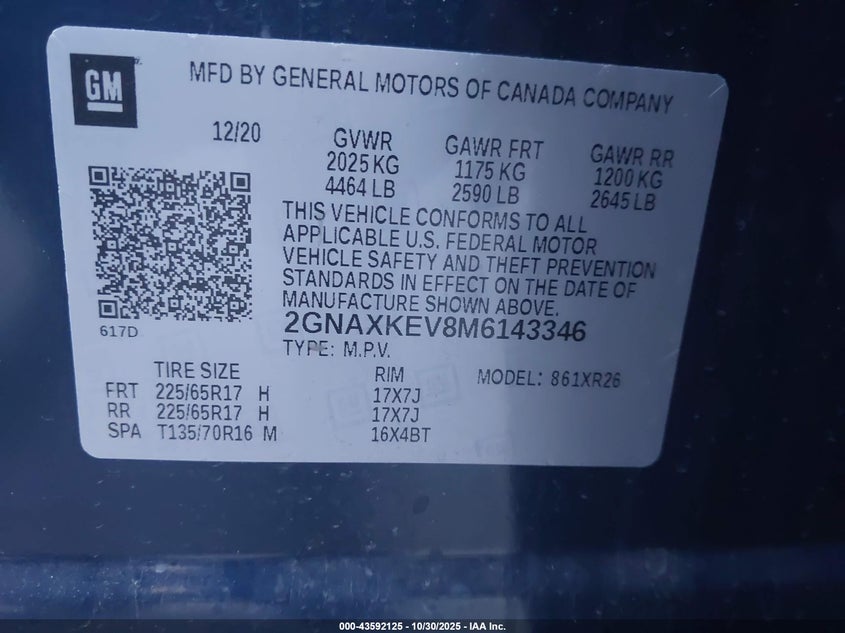 GM
MFD BY GENERAL MOTORS OF CANADA COMPANY
12/20
GVWR
2025 KG
4464 LB
GAWR FRT
1175 KG
2590 LB
GAWR RR
1200 KG
2645 LB
THIS VEHICLE CONFORMS TO ALL
APPLICABLE U.S. FEDERAL MOTOR
VEHICLE SAFETY AND THEFT PREVENTION
STANDARDS IN EFFECT ON THE DATE OF
MANUFACTURE SHOWN ABOVE.
617D
2GNAXKEV8M6143346
TYPE: M.P.V.
TIRE SIZE RIM MODEL: 861XR26
FRT 225/65R17 H 17X7J
RR 225/65R17 H 17X7J
SPA T135/70R16 M 16X4BT
000-43592125 - 10/30/2025 - IAA Inc.